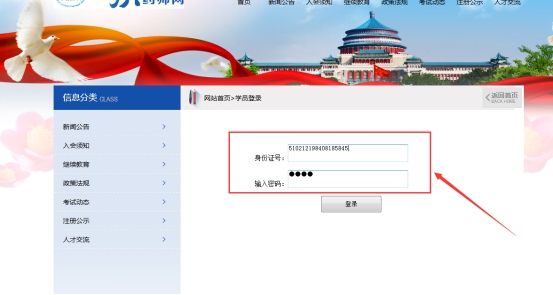 药师网
首页 新闻公告 入会须知 继续教育 政策法规 考试动态 注册公示 人才交流
信息分类 CLASS
网站首页>学员登录
返回首页
BACK HOME
新闻公告
入会须知
继续教育
政策法规
考试动态
注册公示
人才交流
身份证号： 510212198408185845
输入密码：
登录